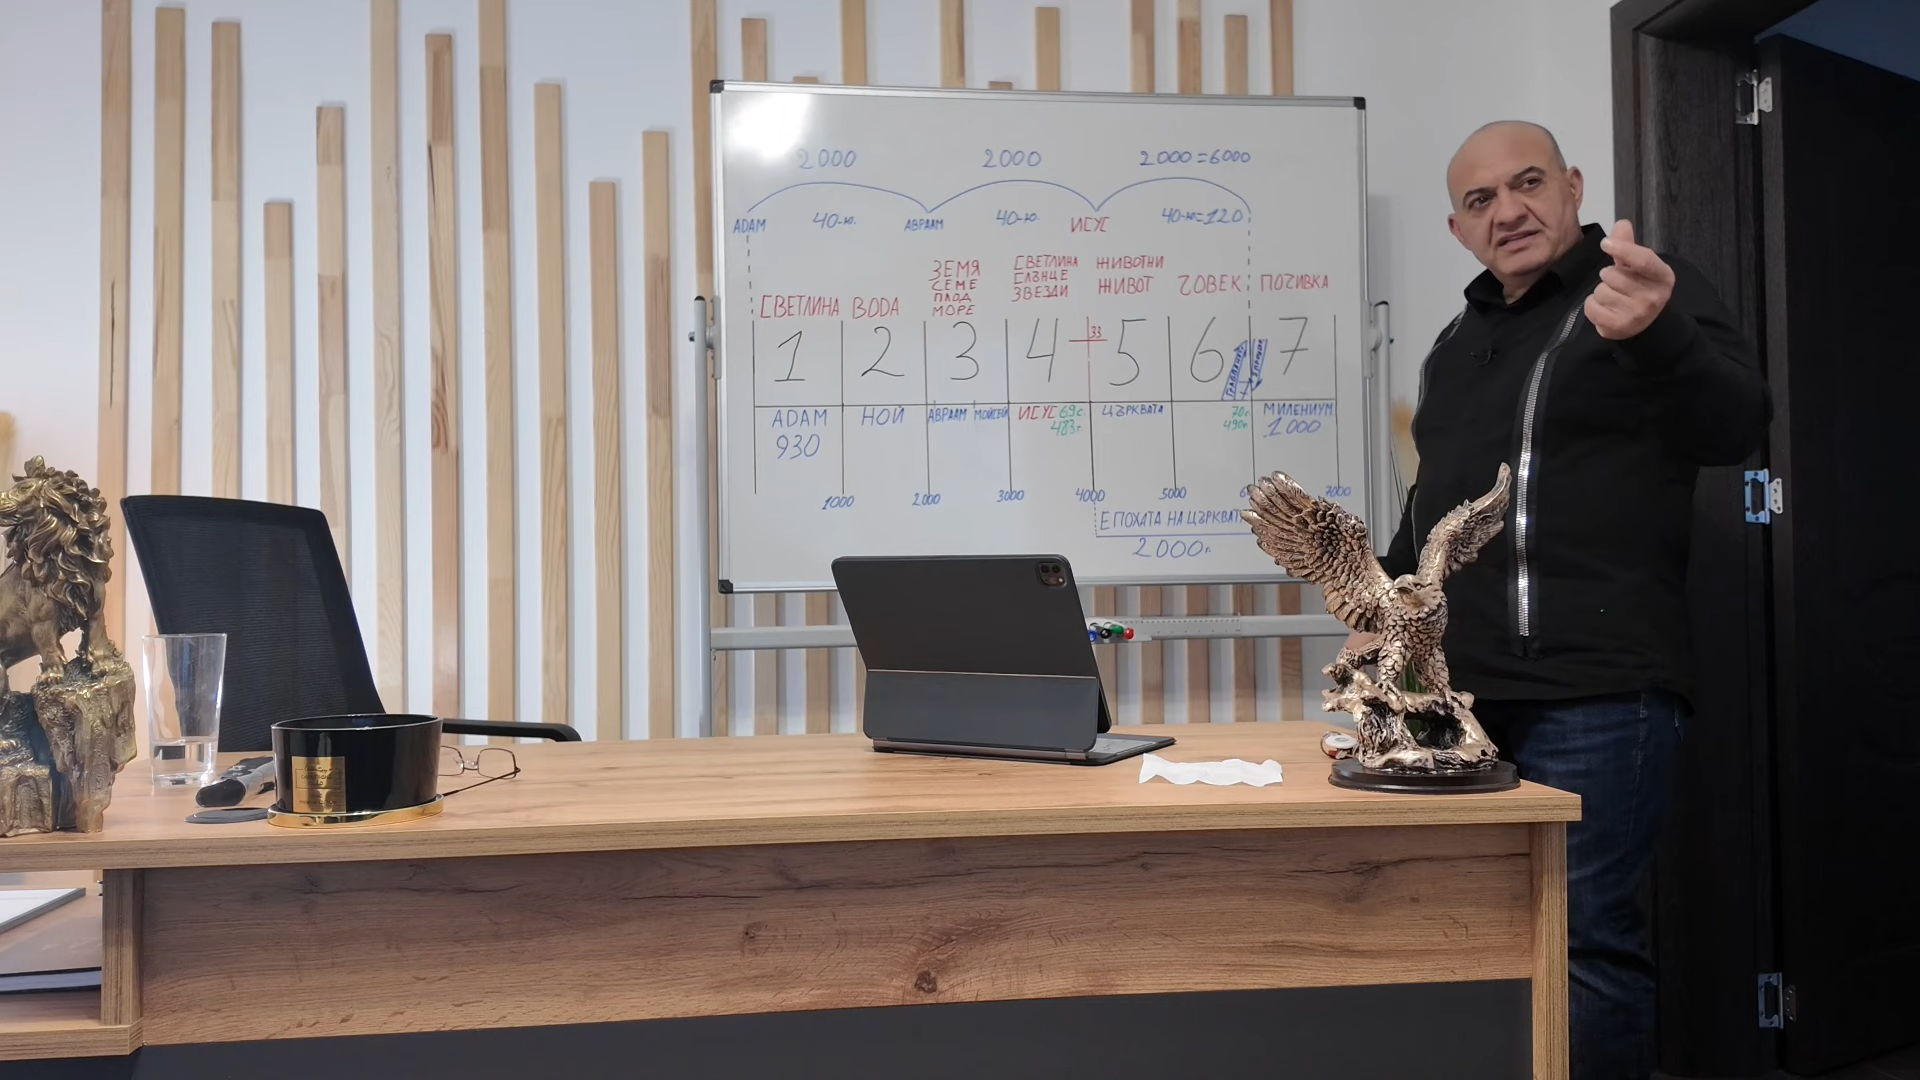 2000 2000 2000=6000
ADAM 40-ю. АВРААМ 40-ю. ИСУС 40-ю=120
ЗЕМЯ СВЕТЛИНА ЖИВОТНИ
СЕМЕ СЛЪНЦЕ ЖИВОТ ЧОВЕК ПОЧИВКА
СВЕТЛИНА ВОDА ПЛОД ЗВЕЗДИ
МОРЕ
1 2 3 4 33 5 6 7
ADAM НОЙ АВРААМ МОЙСЕЙ ИСУС 69с. ЦЪРКВАТА 70с. МИЛЕНИУМ
930 483г. 490г. 1000
1000 2000 3000 4000 5000 7000
ЕПОХАТА НА ЦЪРКВАТА
2000г.